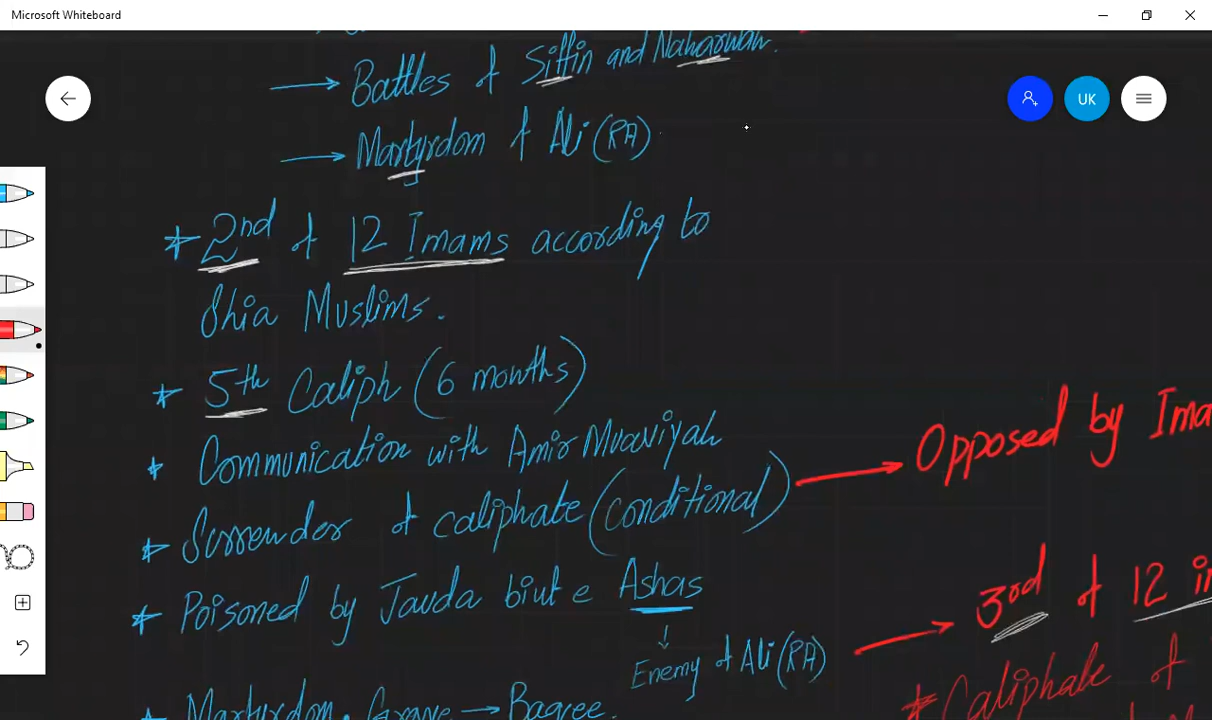 Microsoft Whiteboard
→ Battles of Siffin and Naharwan.
UK
→ Martyrdom of Ali (RA)
* 2nd of 12 Imams according to
Shia Muslims.
* 5th Caliph (6 months)
* Communication with Amir Muaviyah
* Surrender of caliphate (conditional)
→ Opposed by Ima
* Poisoned by Jauda bint e Ashas
↓
Enemy of Ali (RA)
→ 3rd of 12 i
* Caliphate of
* Martyrdom, Grave → Baqee.